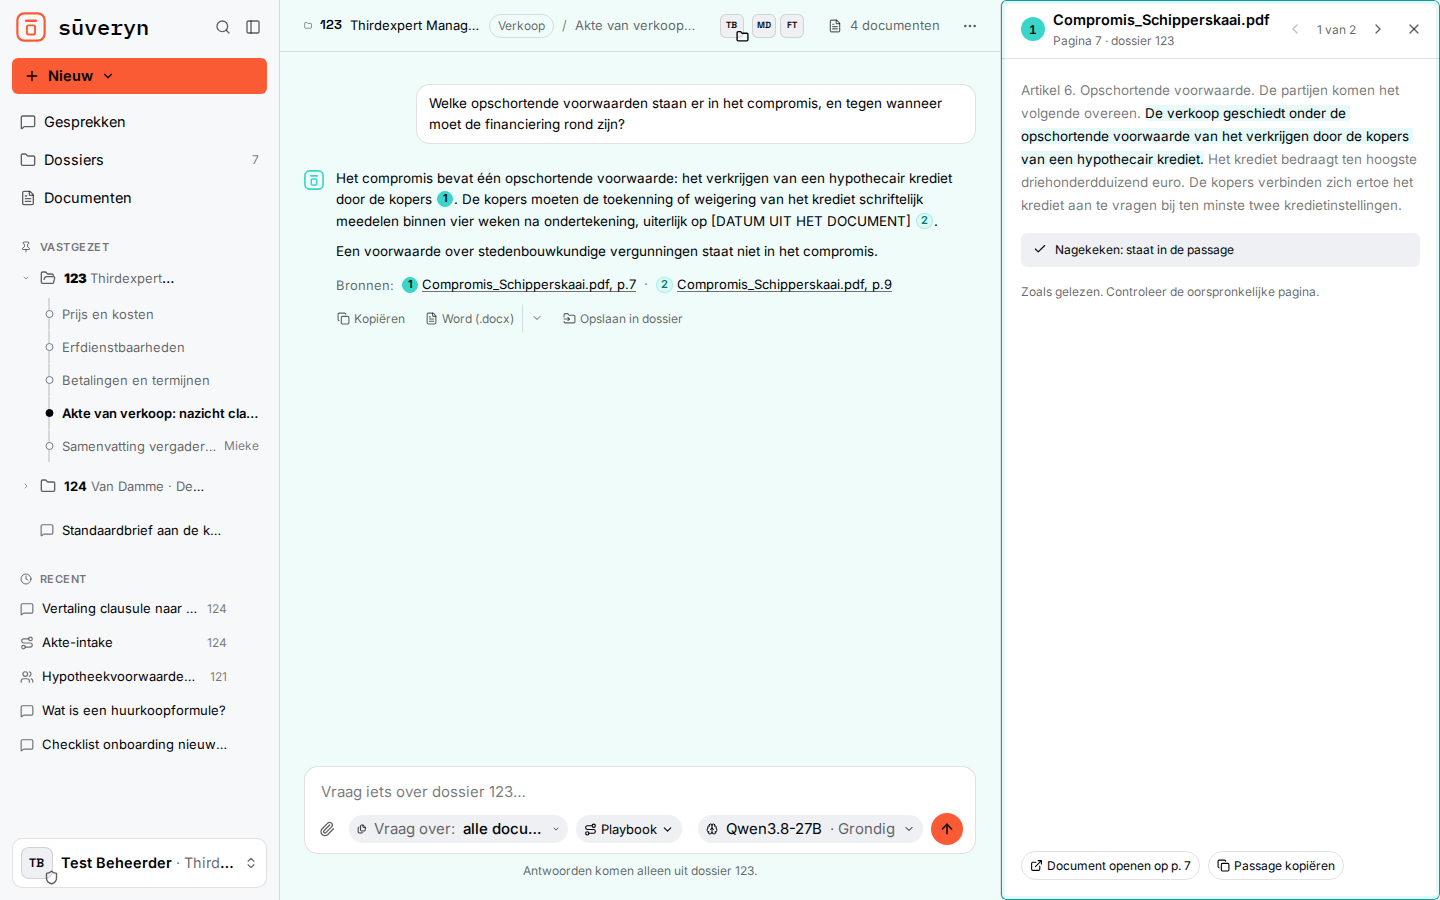 sūveryn
Nieuw
Gesprekken
Dossiers 7
Documenten
VASTGEZET
123 Thirdexpert...
Prijs en kosten
Erfdienstbaarheden
Betalingen en termijnen
Akte van verkoop: nazicht cla...
Samenvatting vergader... Mieke
124 Van Damme · De...
Standaardbrief aan de k...
RECENT
Vertaling clausule naar ... 124
Akte-intake 124
Hypotheekvoorwaarde... 121
Wat is een huurkoopformule?
Checklist onboarding nieuw...
TB Test Beheerder · Third...
123 Thirdexpert Manag... Verkoop / Akte van verkoop... TB MD FT 4 documenten
Welke opschortende voorwaarden staan er in het compromis, en tegen wanneer
moet de financiering rond zijn?
Het compromis bevat één opschortende voorwaarde: het verkrijgen van een hypothecair krediet
door de kopers 1. De kopers moeten de toekenning of weigering van het krediet schriftelijk
meedelen binnen vier weken na ondertekening, uiterlijk op [DATUM UIT HET DOCUMENT] 2.
Een voorwaarde over stedenbouwkundige vergunningen staat niet in het compromis.
Bronnen: 1 Compromis_Schipperskaai.pdf, p.7 · 2 Compromis_Schipperskaai.pdf, p.9
Kopiëren Word (.docx) Opslaan in dossier
Vraag iets over dossier 123...
Vraag over: alle docu... Playbook Qwen3.8-27B · Grondig
Antwoorden komen alleen uit dossier 123.
1 Compromis_Schipperskaai.pdf
Pagina 7 · dossier 123
1 van 2
Artikel 6. Opschortende voorwaarde. De partijen komen het
volgende overeen. De verkoop geschiedt onder de
opschortende voorwaarde van het verkrijgen door de kopers
van een hypothecair krediet. Het krediet bedraagt ten hoogste
driehonderdduizend euro. De kopers verbinden zich ertoe het
krediet aan te vragen bij ten minste twee kredietinstellingen.
Nagekeken: staat in de passage
Zoals gelezen. Controleer de oorspronkelijke pagina.
Document openen op p. 7 Passage kopiëren